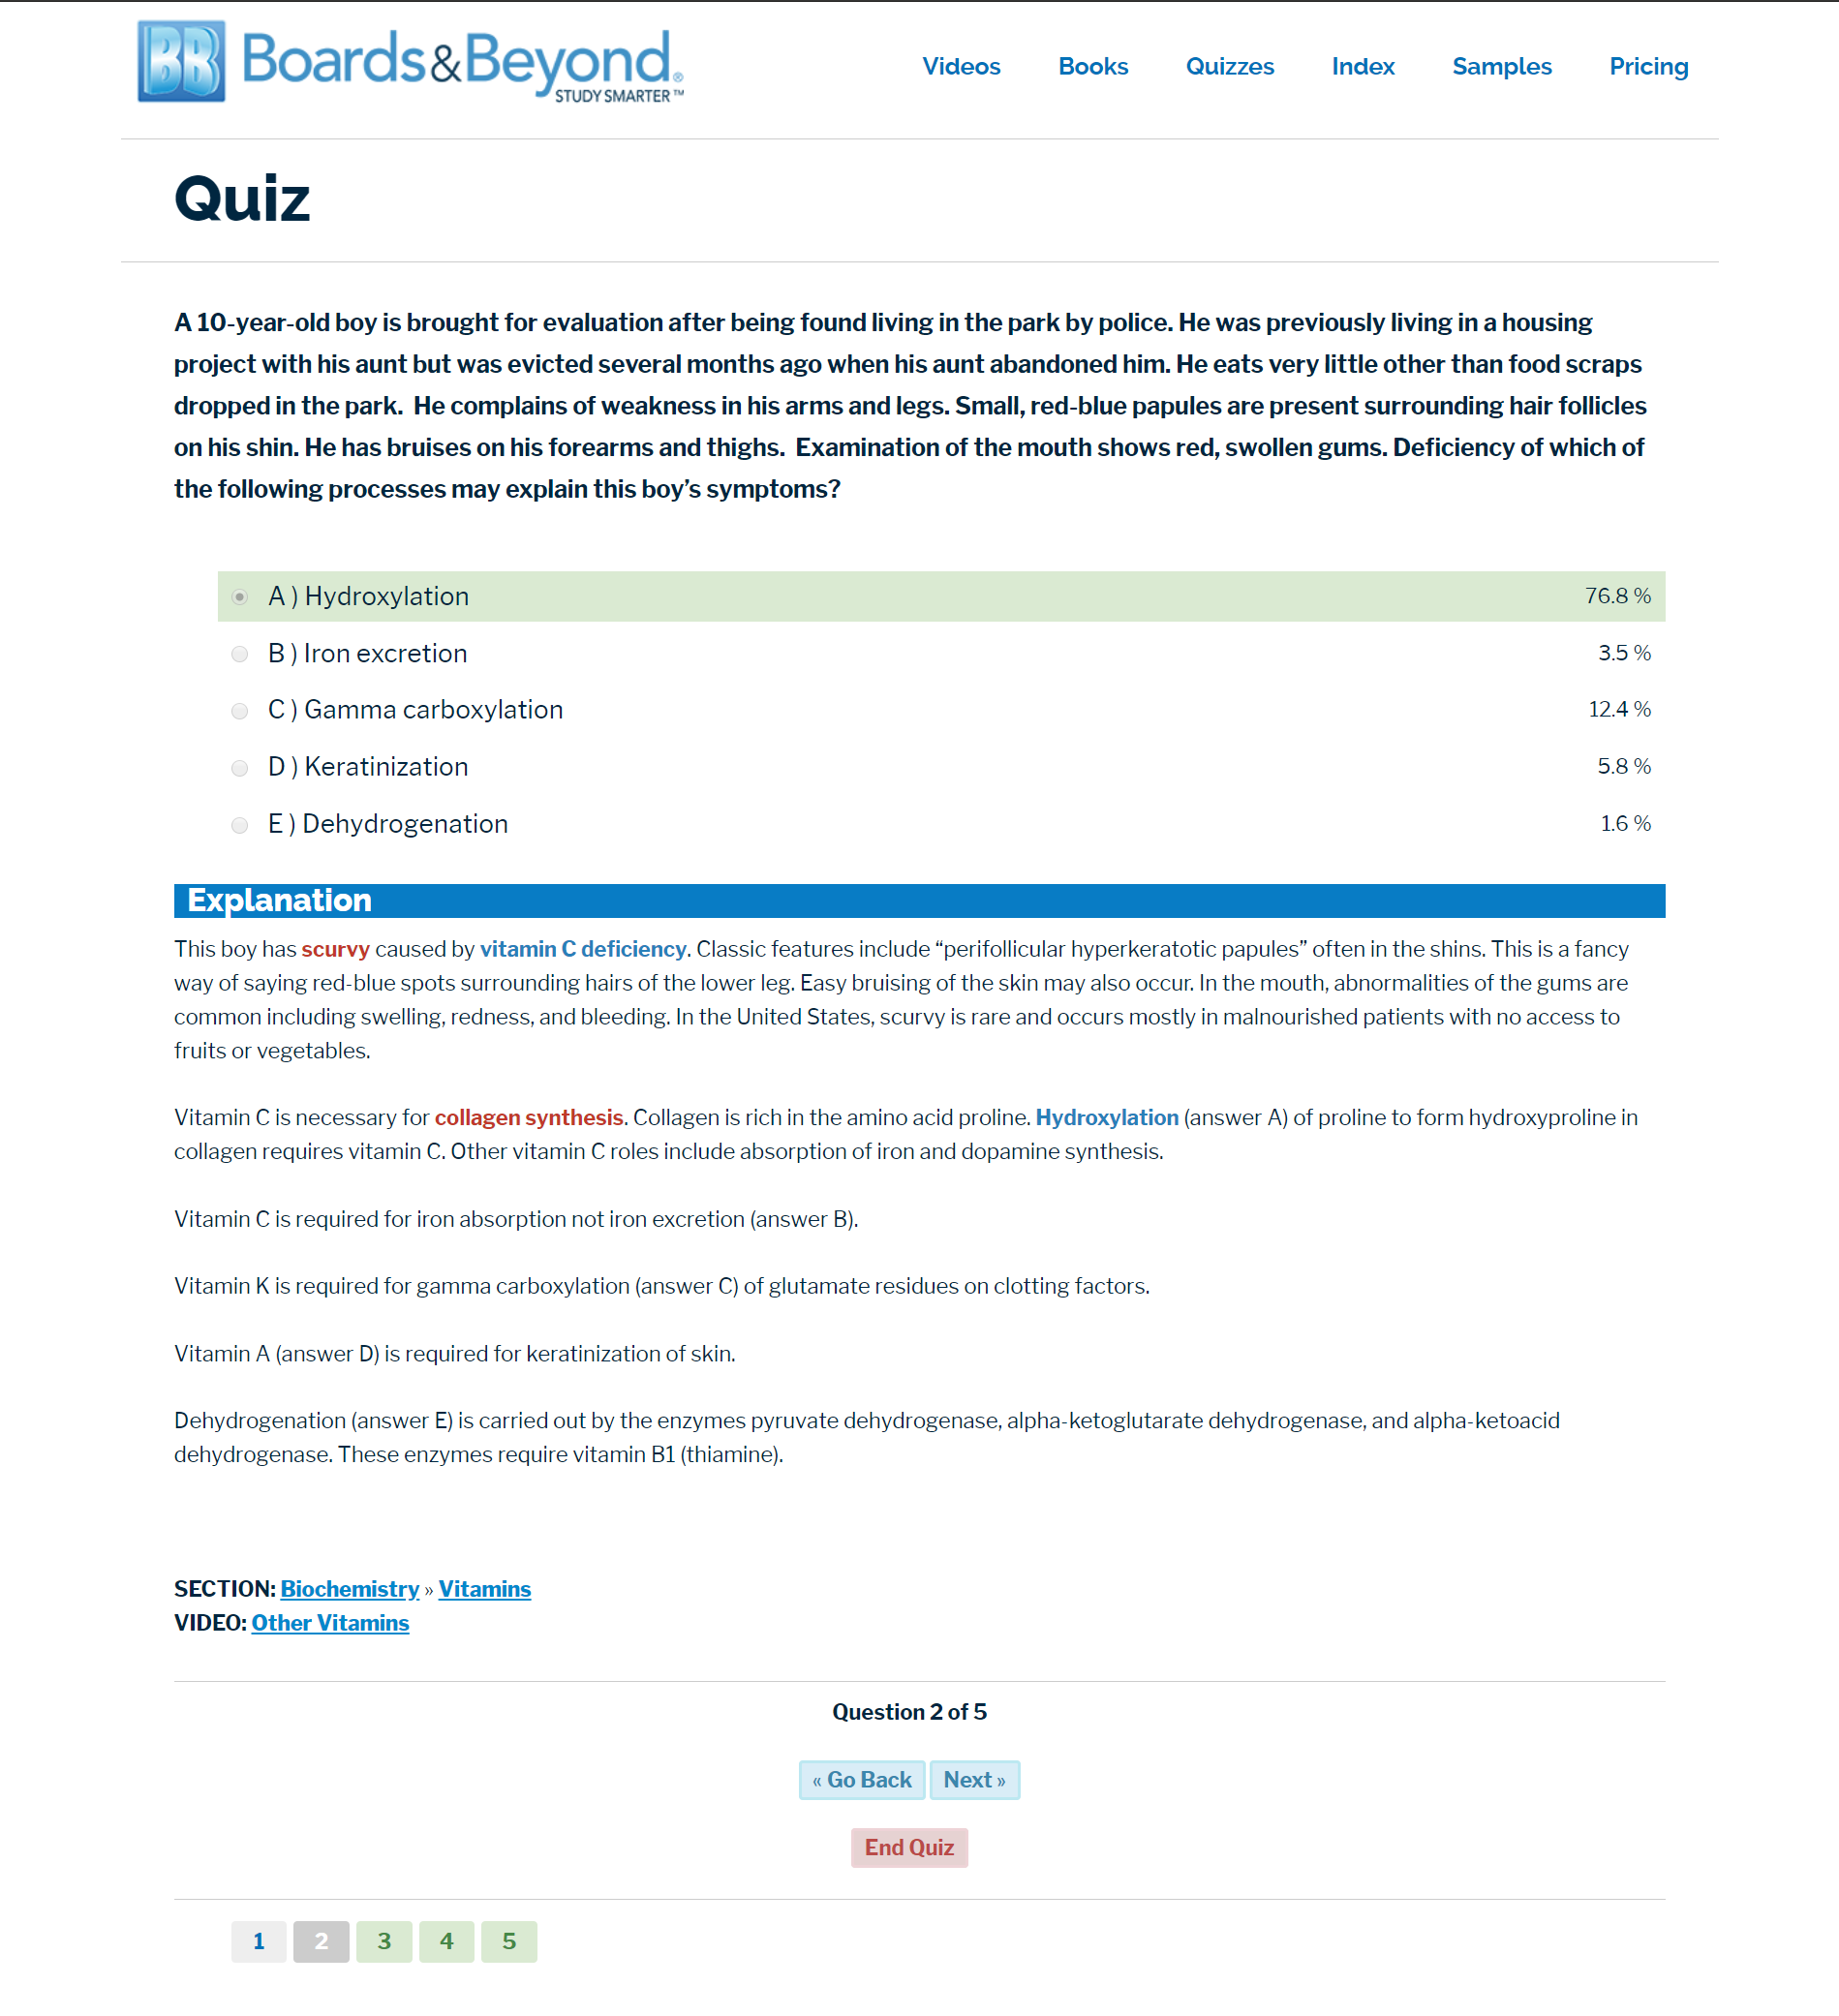 BB Boards&Beyond®
STUDY SMARTER™
Videos Books Quizzes Index Samples Pricing
Quiz
A 10-year-old boy is brought for evaluation after being found living in the park by police. He was previously living in a housing
project with his aunt but was evicted several months ago when his aunt abandoned him. He eats very little other than food scraps
dropped in the park.  He complains of weakness in his arms and legs. Small, red-blue papules are present surrounding hair follicles
on his shin. He has bruises on his forearms and thighs.  Examination of the mouth shows red, swollen gums. Deficiency of which of
the following processes may explain this boy’s symptoms?
A ) Hydroxylation 76.8 %
B ) Iron excretion 3.5 %
C ) Gamma carboxylation 12.4 %
D ) Keratinization 5.8 %
E ) Dehydrogenation 1.6 %
Explanation
This boy has scurvy caused by vitamin C deficiency. Classic features include “perifollicular hyperkeratotic papules” often in the shins. This is a fancy
way of saying red-blue spots surrounding hairs of the lower leg. Easy bruising of the skin may also occur. In the mouth, abnormalities of the gums are
common including swelling, redness, and bleeding. In the United States, scurvy is rare and occurs mostly in malnourished patients with no access to
fruits or vegetables.
Vitamin C is necessary for collagen synthesis. Collagen is rich in the amino acid proline. Hydroxylation (answer A) of proline to form hydroxyproline in
collagen requires vitamin C. Other vitamin C roles include absorption of iron and dopamine synthesis.
Vitamin C is required for iron absorption not iron excretion (answer B).
Vitamin K is required for gamma carboxylation (answer C) of glutamate residues on clotting factors.
Vitamin A (answer D) is required for keratinization of skin.
Dehydrogenation (answer E) is carried out by the enzymes pyruvate dehydrogenase, alpha-ketoglutarate dehydrogenase, and alpha-ketoacid
dehydrogenase. These enzymes require vitamin B1 (thiamine).
SECTION: Biochemistry » Vitamins
VIDEO: Other Vitamins
Question 2 of 5
« Go Back Next »
End Quiz
1 2 3 4 5